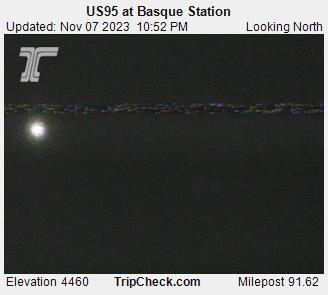 US95 at Basque Station
Updated: Nov 07 2023 10:52 PM Looking North
Elevation 4460 TripCheck.com Milepost 91.62